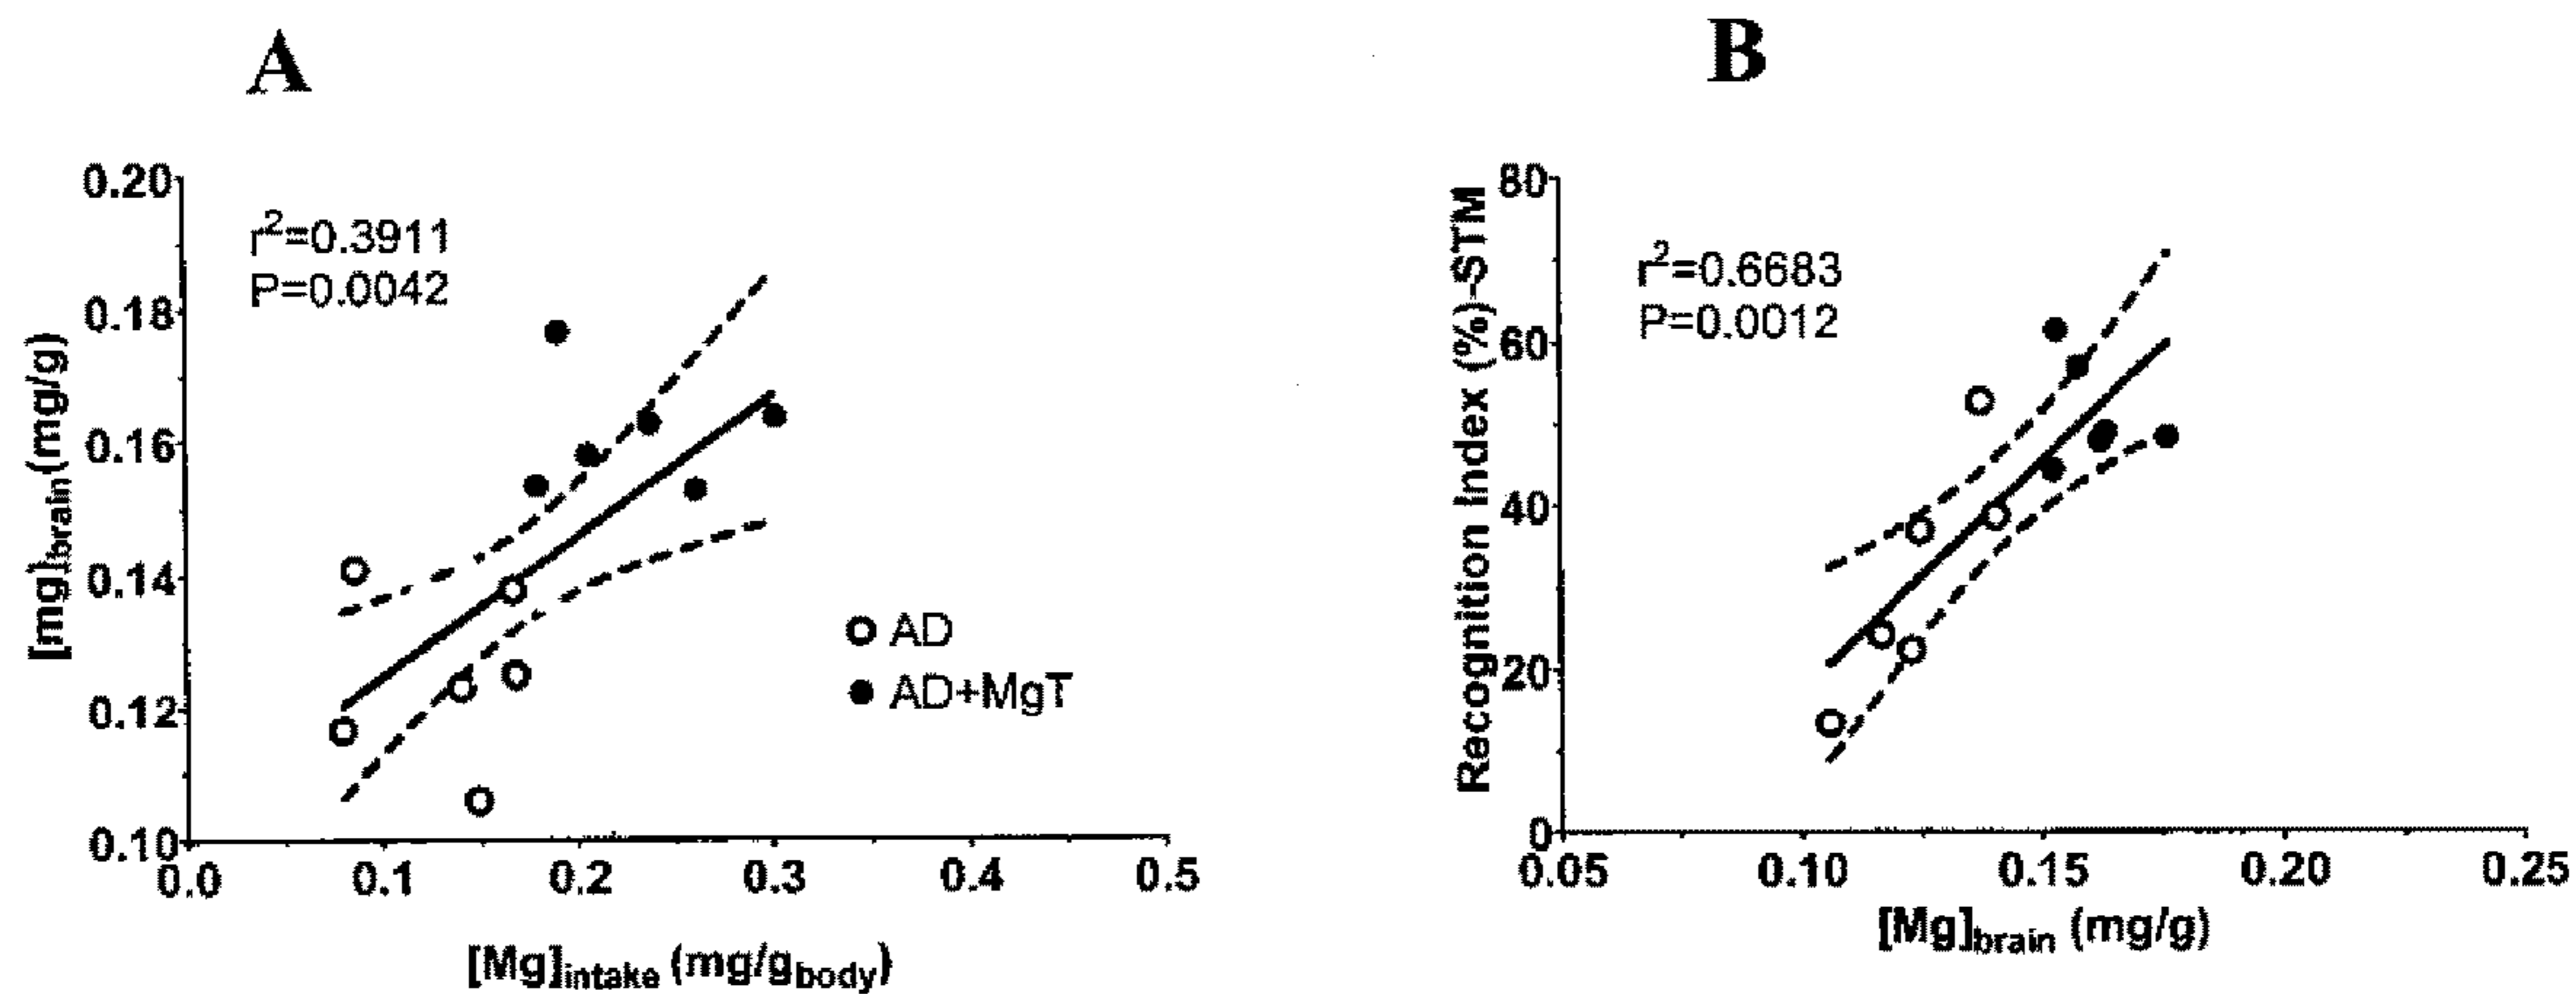 A
0.20
0.18
0.16
0.14
0.12
0.10
[mg]brain(mg/g)
r²=0.3911
P=0.0042
AD
AD+MgT
0.0 0.1 0.2 0.3 0.4 0.5
[Mg]intake (mg/gbody)
B
80
60
40
20
0
Recognition Index (%)-STM
r²=0.6683
P=0.0012
0.05 0.10 0.15 0.20 0.25
[Mg]brain (mg/g)